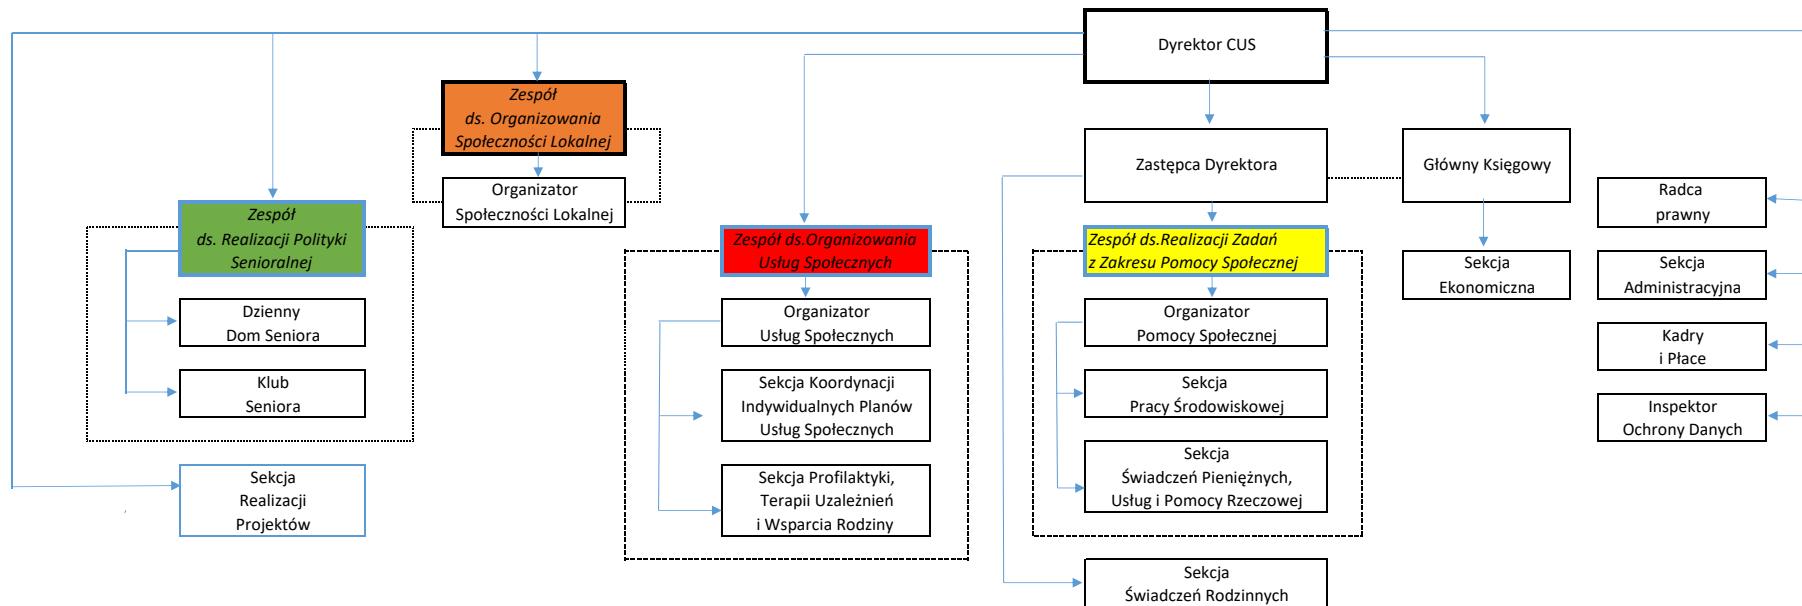 Dyrektor CUS
Zespół
ds. Organizowania
Społeczności Lokalnej
Organizator
Społeczności Lokalnej
Zastępca Dyrektora
Główny Księgowy
Radca
prawny
Zespół
ds. Realizacji Polityki
Senioralnej
Zespół ds.Organizowania
Usług Społecznych
Zespół ds.Realizacji Zadań
z Zakresu Pomocy Społecznej
Sekcja
Ekonomiczna
Sekcja
Administracyjna
Dzienny
Dom Seniora
Organizator
Usług Społecznych
Organizator
Pomocy Społecznej
Kadry
i Płace
Klub
Seniora
Sekcja Koordynacji
Indywidualnych Planów
Usług Społecznych
Sekcja
Pracy Środowiskowej
Inspektor
Ochrony Danych
Sekcja
Realizacji
Projektów
Sekcja Profilaktyki,
Terapii Uzależnień
i Wsparcia Rodziny
Sekcja
Świadczeń Pieniężnych,
Usług i Pomocy Rzeczowej
Sekcja
Świadczeń Rodzinnych